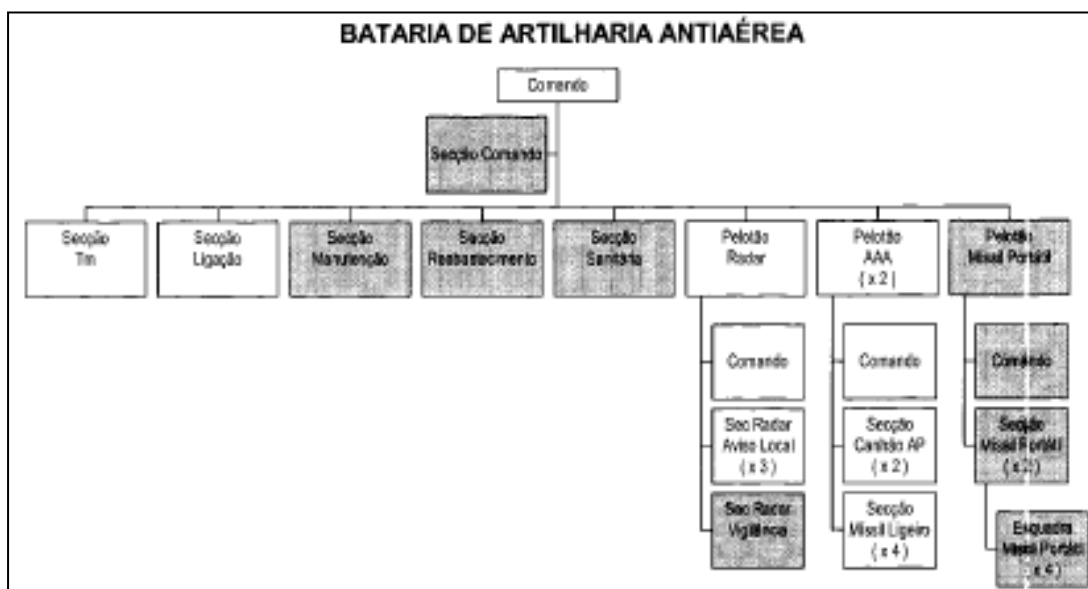 BATARIA DE ARTILHARIA ANTIAÉREA
Comando
Secção Comando
Secção
Tm
Secção
Ligação
Secção
Manutenção
Secção
Reabastecimento
Secção
Sanitária
Pelotão
Radar
Pelotão
AAA
( x 2 )
Pelotão
Míssil Portátil
Comando
Sec Radar
Aviso Local
( x 3 )
Sec Radar
Vigilância
Comando
Secção
Canhão AP
( x 2 )
Secção
Míssil Ligeiro
( x 4 )
Comando
Secção
Míssil Portátil
Esquadra
Míssil Portátil
( x 4 )